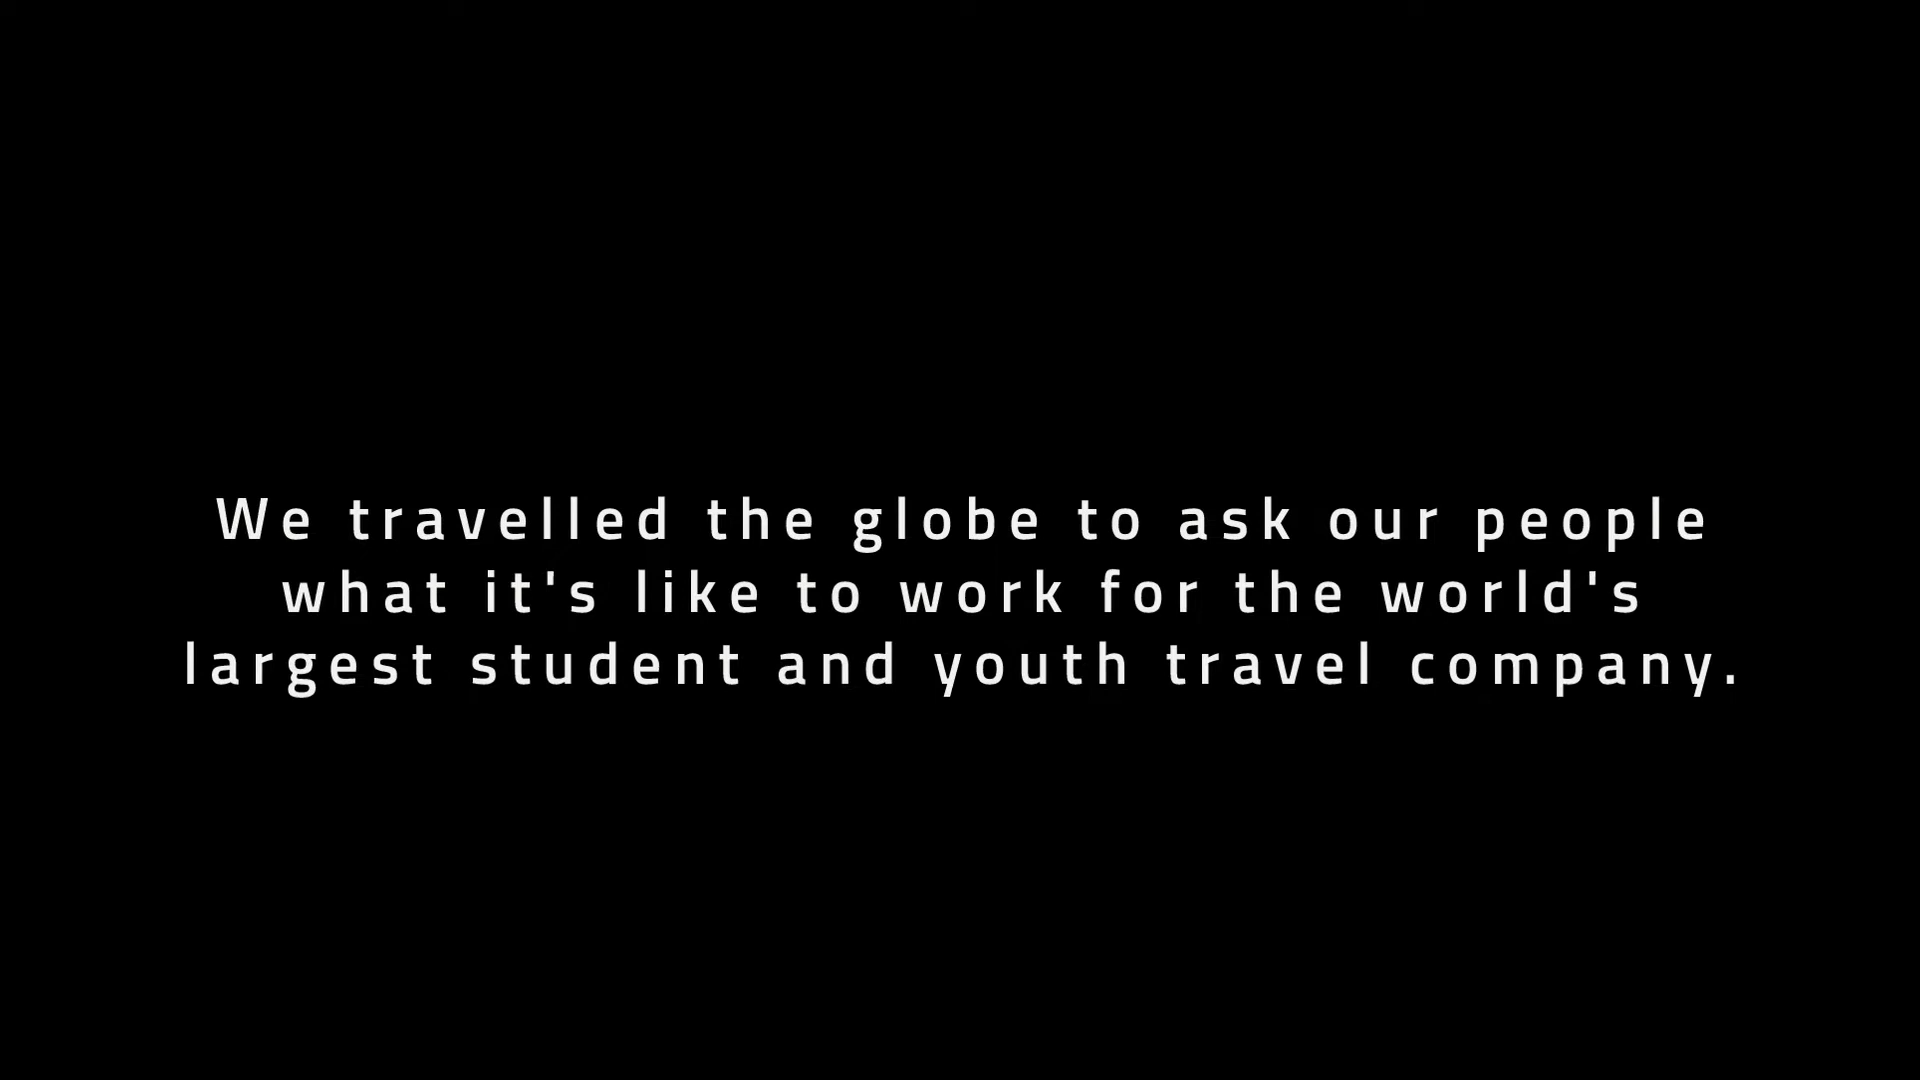 We travelled the globe to ask our people
what it's like to work for the world's
largest student and youth travel company.